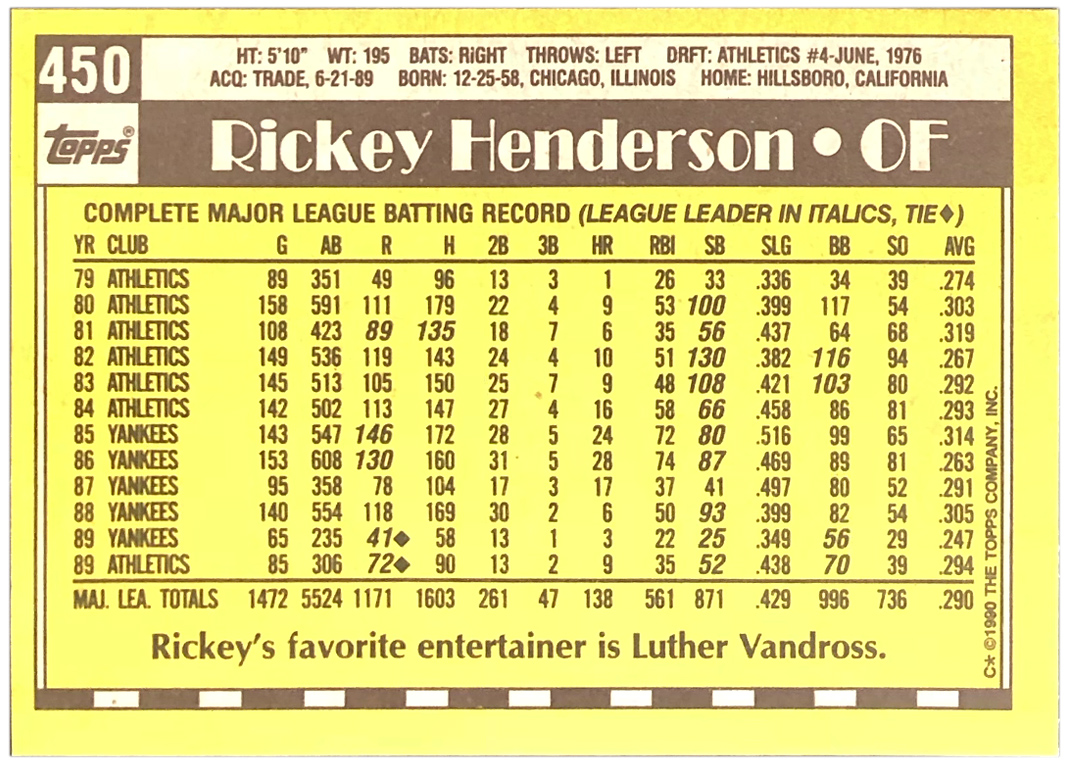 450
HT: 5'10" WT: 195 BATS: RIGHT THROWS: LEFT DRFT: ATHLETICS #4-JUNE, 1976
ACQ: TRADE, 6-21-89 BORN: 12-25-58, CHICAGO, ILLINOIS HOME: HILLSBORO, CALIFORNIA
Topps®
Rickey Henderson • OF
COMPLETE MAJOR LEAGUE BATTING RECORD (LEAGUE LEADER IN ITALICS, TIE◆)
YR CLUB G AB R H 2B 3B HR RBI SB SLG BB SO AVG
79 ATHLETICS 89 351 49 96 13 3 1 26 33 .336 34 39 .274
80 ATHLETICS 158 591 111 179 22 4 9 53 100 .399 117 54 .303
81 ATHLETICS 108 423 89 135 18 7 6 35 56 .437 64 68 .319
82 ATHLETICS 149 536 119 143 24 4 10 51 130 .382 116 94 .267
83 ATHLETICS 145 513 105 150 25 7 9 48 108 .421 103 80 .292
84 ATHLETICS 142 502 113 147 27 4 16 58 66 .458 86 81 .293
85 YANKEES 143 547 146 172 28 5 24 72 80 .516 99 65 .314
86 YANKEES 153 608 130 160 31 5 28 74 87 .469 89 81 .263
87 YANKEES 95 358 78 104 17 3 17 37 41 .497 80 52 .291
88 YANKEES 140 554 118 169 30 2 6 50 93 .399 82 54 .305
89 YANKEES 65 235 41◆ 58 13 1 3 22 25 .349 56 29 .247
89 ATHLETICS 85 306 72◆ 90 13 2 9 35 52 .438 70 39 .294
MAJ. LEA. TOTALS 1472 5524 1171 1603 261 47 138 561 871 .429 996 736 .290
Rickey's favorite entertainer is Luther Vandross.
C* ©1990 THE TOPPS COMPANY, INC.